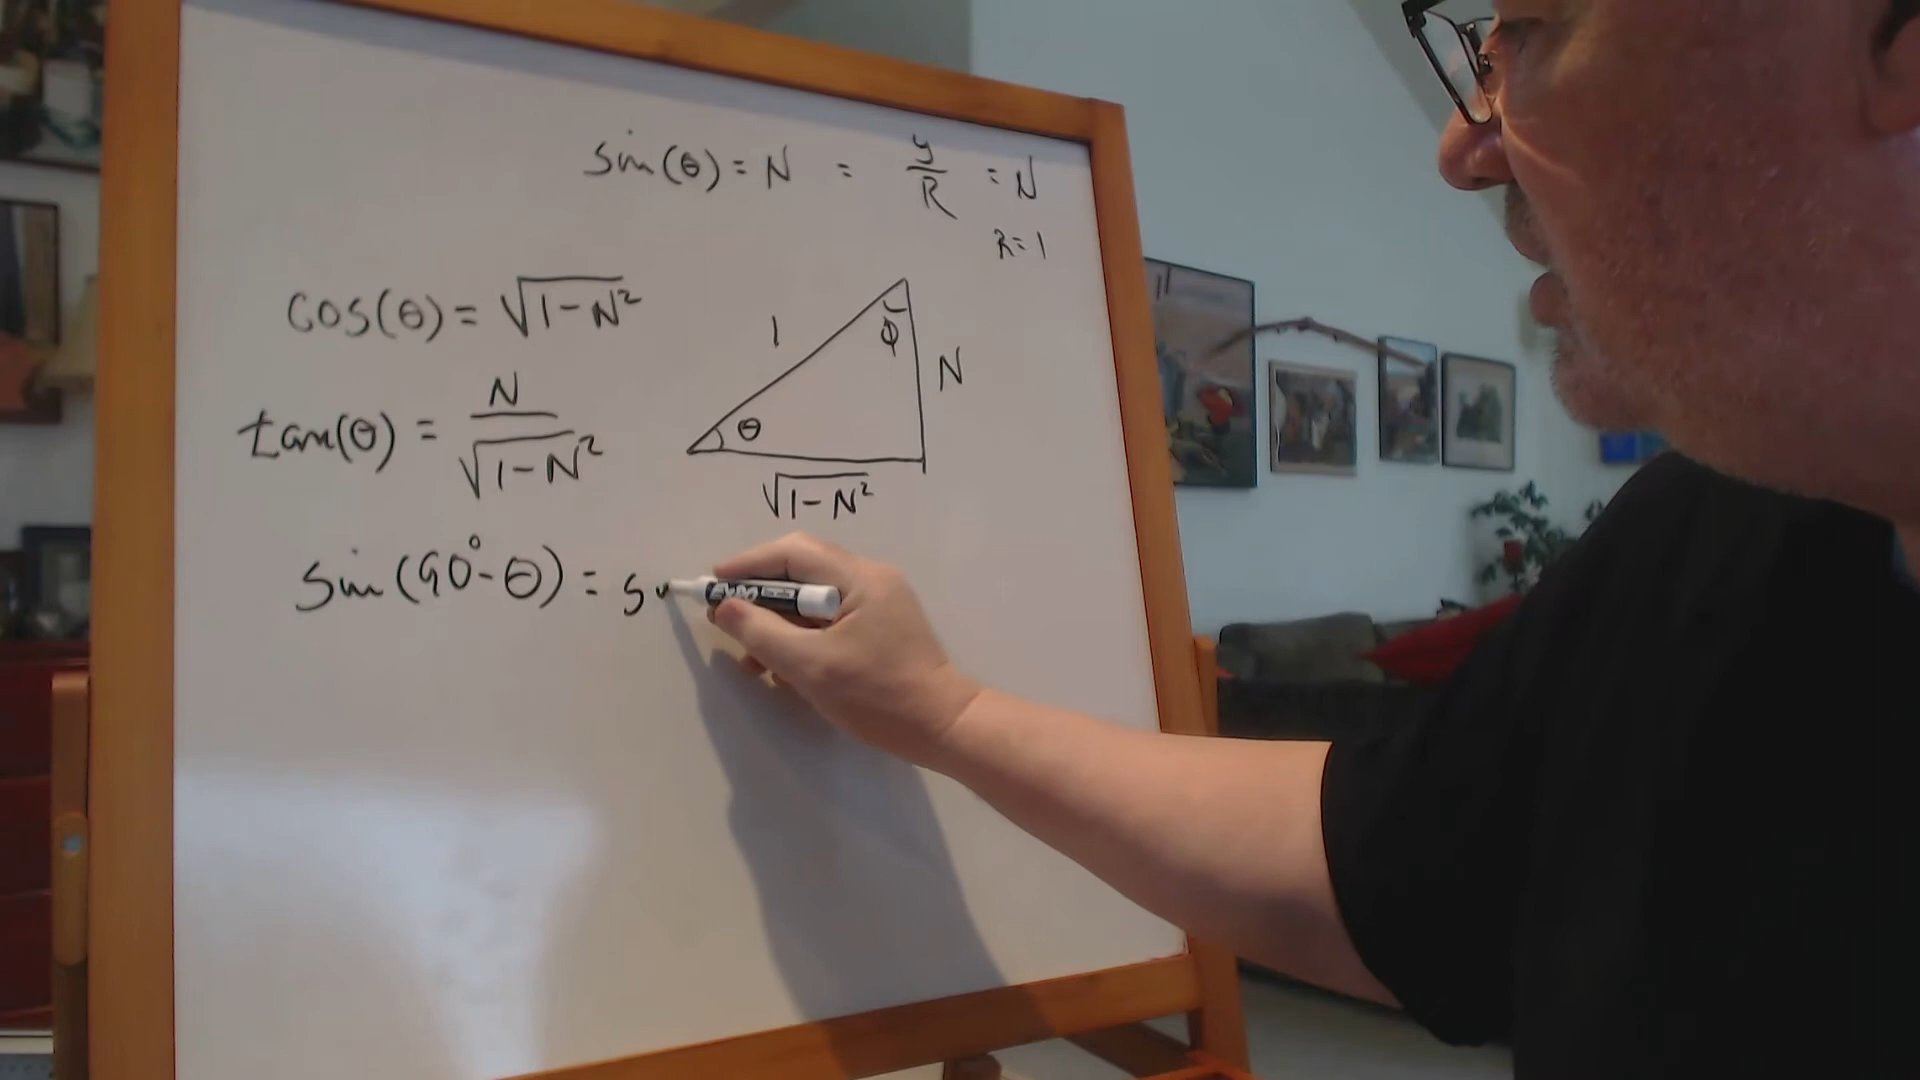 sin(θ) = N = y/R = N
R = 1
cos(θ) = √(1-N²)
1
φ
N
tan(θ) = N/√(1-N²)
θ
√(1-N²)
sin(90°-θ) = s